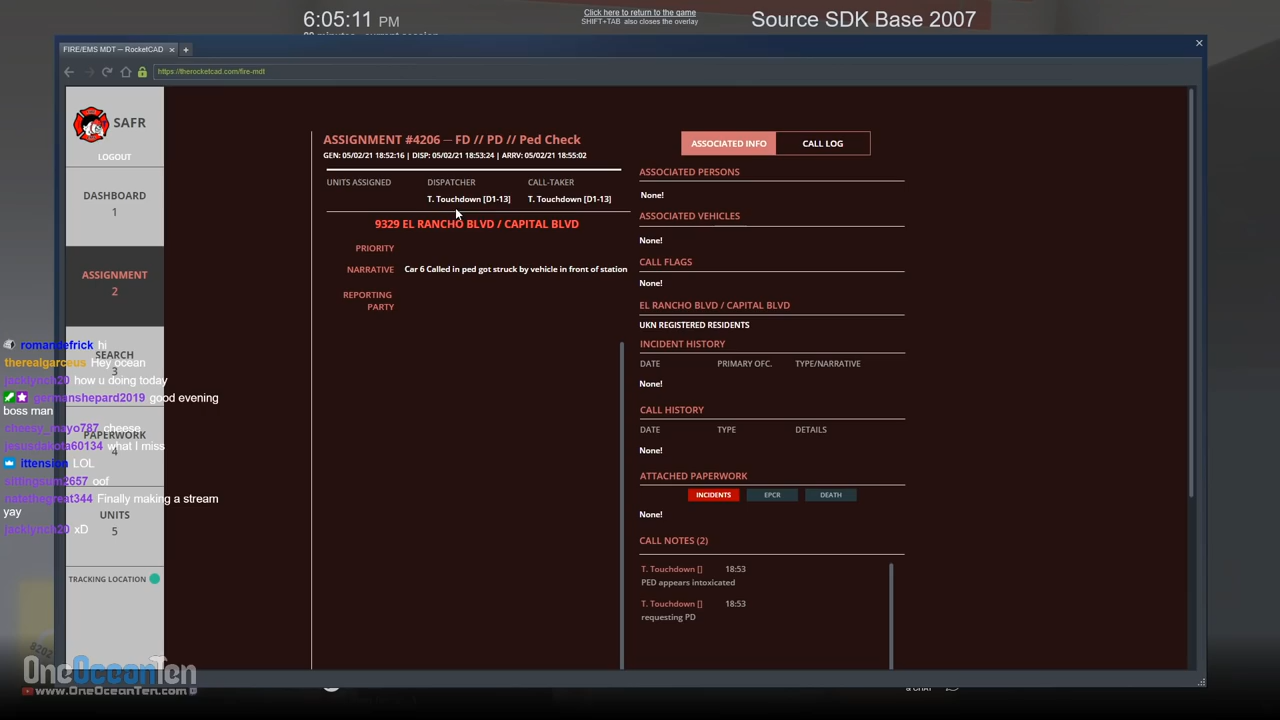 6:05:11 PM
Click here to return to the game
SHIFT+TAB also closes the overlay
Source SDK Base 2007
FIRE/EMS MDT — RocketCAD
https://therocketcad.com/fire-mdt
SAFR
LOGOUT
DASHBOARD
1
ASSIGNMENT
2
SEARCH
3
PAPERWORK
4
UNITS
5
TRACKING LOCATION
ASSIGNMENT #4206 — FD // PD // Ped Check
GEN: 05/02/21 18:52:16 | DISP: 05/02/21 18:53:24 | ARRV: 05/02/21 18:55:02
UNITS ASSIGNED DISPATCHER CALL-TAKER
T. Touchdown [D1-13] T. Touchdown [D1-13]
9329 EL RANCHO BLVD / CAPITAL BLVD
PRIORITY
NARRATIVE Car 6 Called in ped got struck by vehicle in front of station
REPORTING
PARTY
ASSOCIATED INFO CALL LOG
ASSOCIATED PERSONS
None!
ASSOCIATED VEHICLES
None!
CALL FLAGS
None!
EL RANCHO BLVD / CAPITAL BLVD
UKN REGISTERED RESIDENTS
INCIDENT HISTORY
DATE PRIMARY OFC. TYPE/NARRATIVE
None!
CALL HISTORY
DATE TYPE DETAILS
None!
ATTACHED PAPERWORK
INCIDENTS EPCR DEATH
None!
CALL NOTES (2)
T. Touchdown [] 18:53
PED appears intoxicated
T. Touchdown [] 18:53
requesting PD
romandefrick hi
therealgarceus Hey ocean
jacklynch20 how u doing today
germanshepard2019 good evening
boss man
cheesy_mayo787 cheese
jesusdakota60134 what I miss
ittension LOL
sittingsum2657 oof
natethegreat344 Finally making a stream
yay
jacklynch20 xD
OneOceanTen
www.OneOceanTen.com